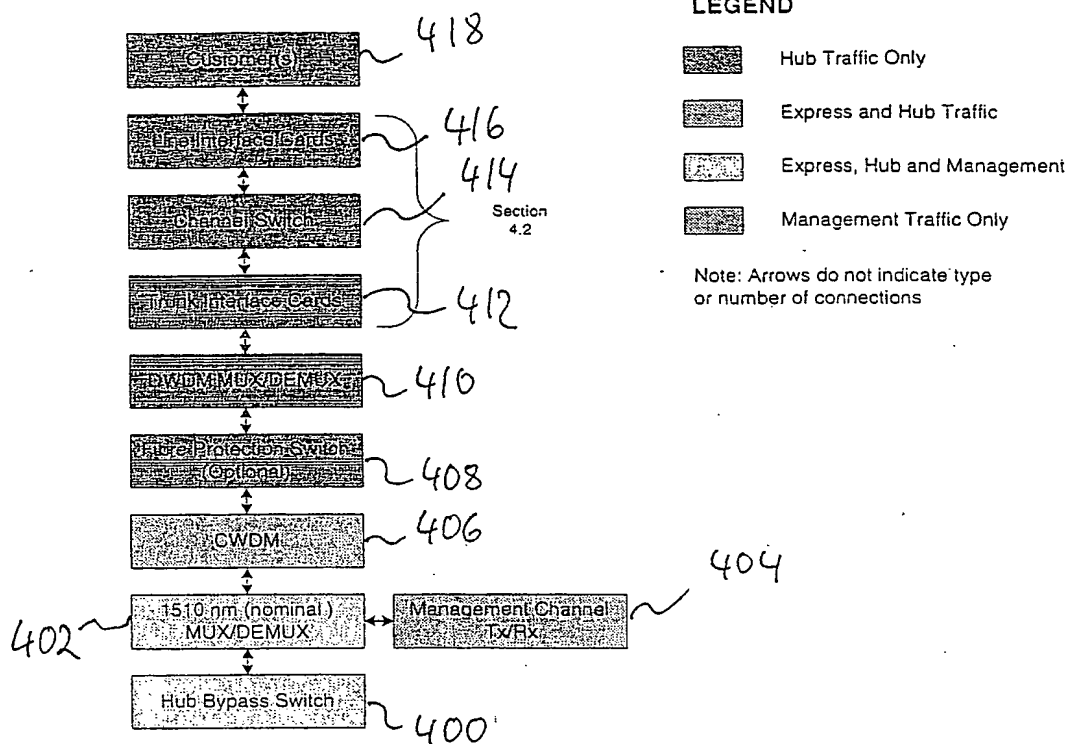 LEGEND
Hub Traffic Only
Express and Hub Traffic
Express, Hub and Management
Management Traffic Only
Note: Arrows do not indicate type
or number of connections
Customer(s)
418
Line Interface Cards
416
Channel Switch
414
Section
4.2
Trunk Interface Cards
412
DWDM MUX/DEMUX
410
Fibre Protection Switch
(Optional)
408
CWDM
406
1510 nm (nominal)
MUX/DEMUX
402
Management Channel
Tx/Rx
404
Hub Bypass Switch
400